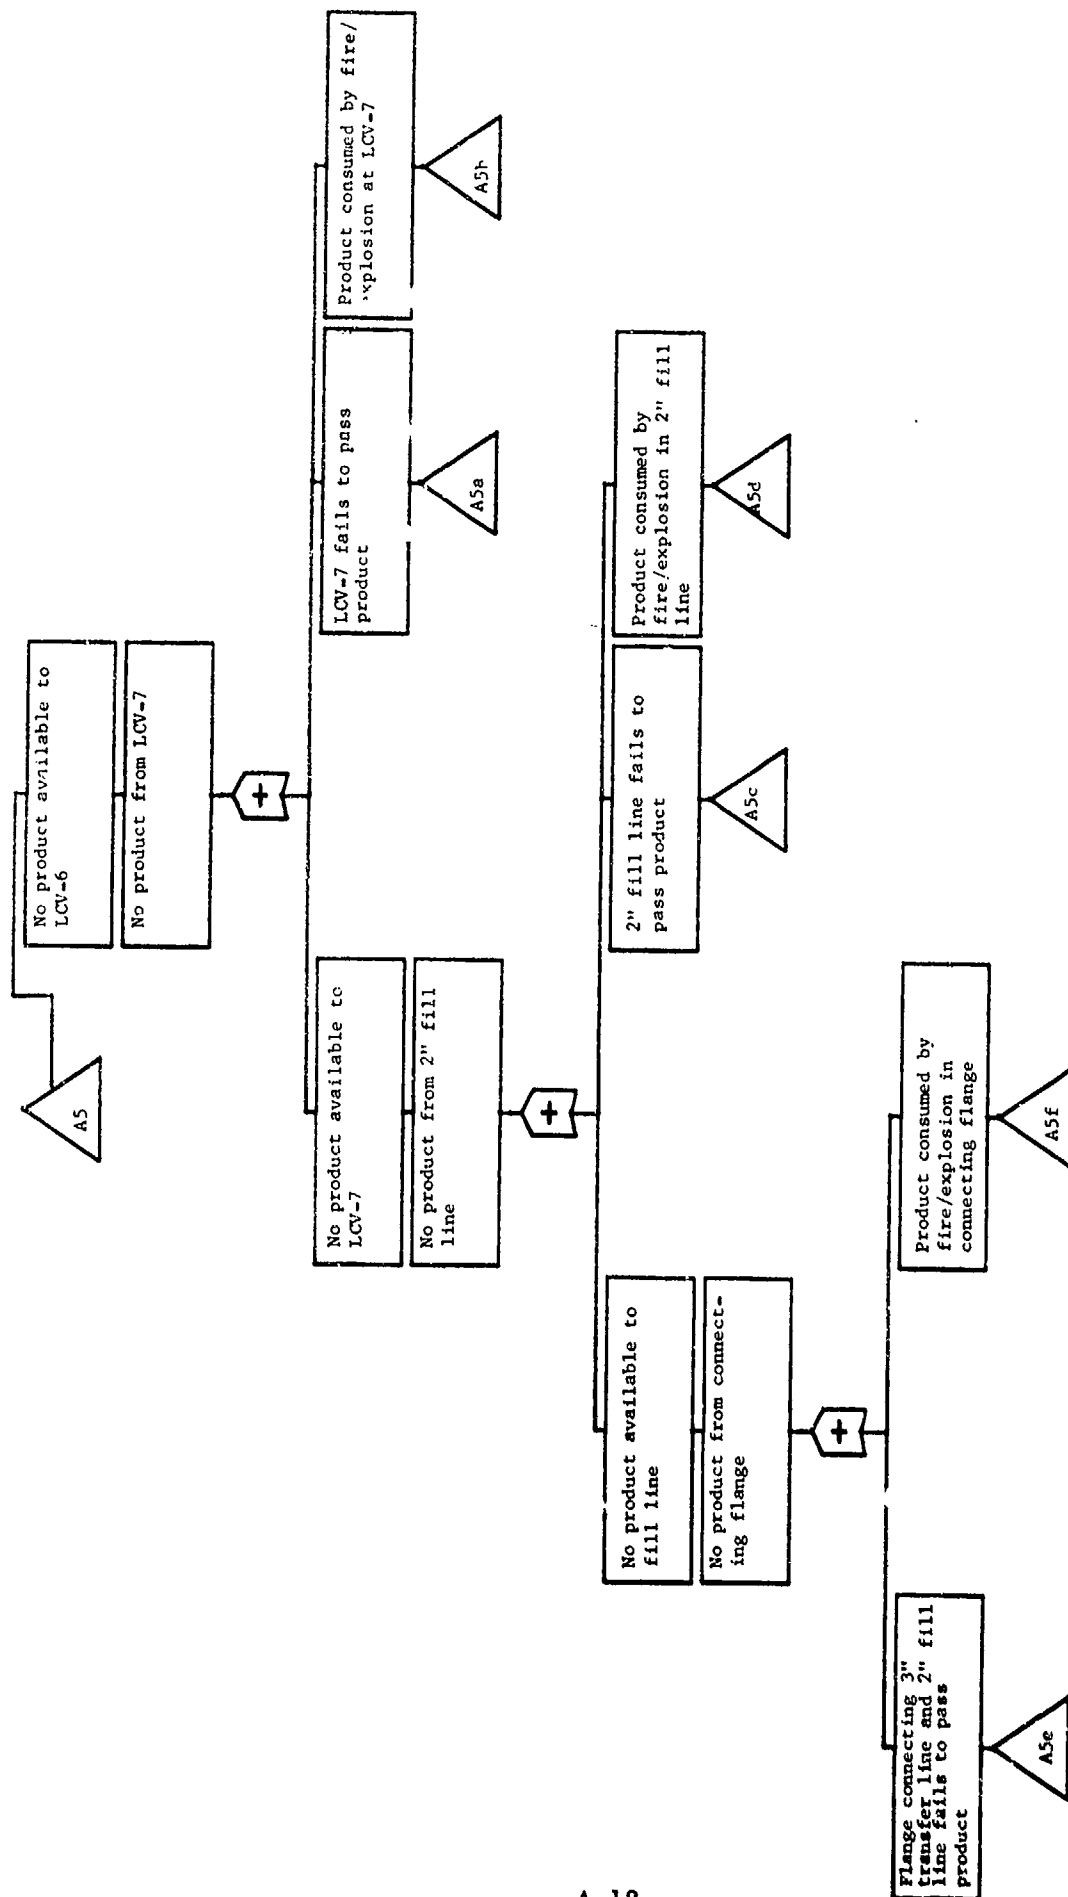 A5
No product available to
LCV-6
No product from LCV-7
+
No product available to
LCV-7
No product from 2" fill
line
LCV-7 fails to pass
product
A5a
Product consumed by fire/
explosion at LCV-7
A5b
+
No product available to
fill line
No product from connect-
ing flange
2" fill line fails to
pass product
A5c
Product consumed by
fire/explosion in 2" fill
line
A5d
+
Flange connecting 3"
transfer line and 2" fill
line fails to pass
product
A5e
Product consumed by
fire/explosion in
connecting flange
A5f